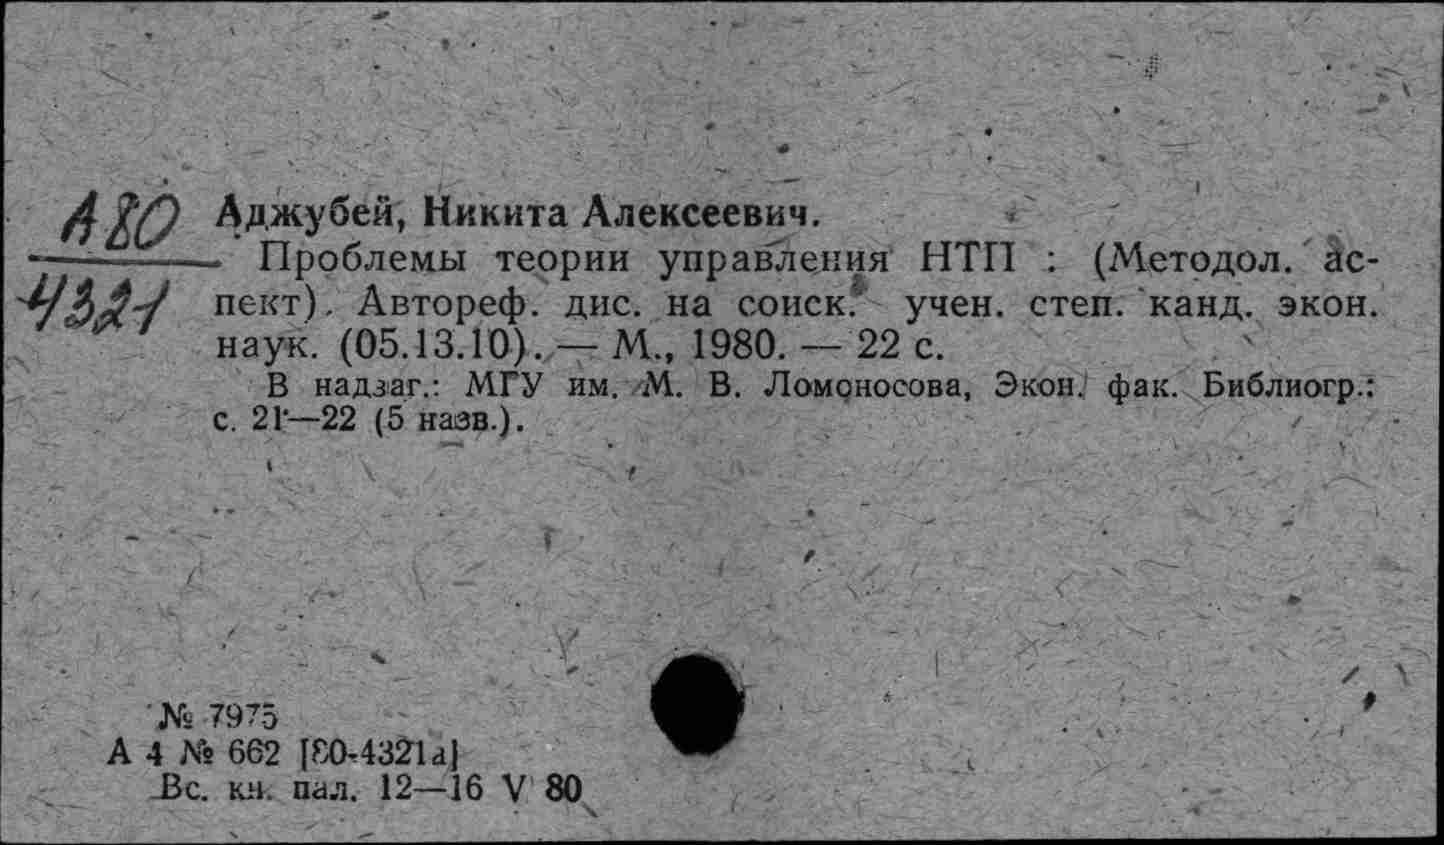 А80
4321
Аджубей, Никита Алексеевич.
Проблемы теории управления НТП : (Методол. ас-
пект). Автореф. дис. на соиск. учен. степ. канд. экон.
наук. (05.13.10). — М., 1980. — 22 с.
В надзаг.: МГУ им. М. В. Ломоносова, Экон. фак. Библиогр.:
с. 21—22 (5 назв.).
№ 7975
А 4 № 662 [80-4321а]
Вс. кн. пал. 12—16 V 80